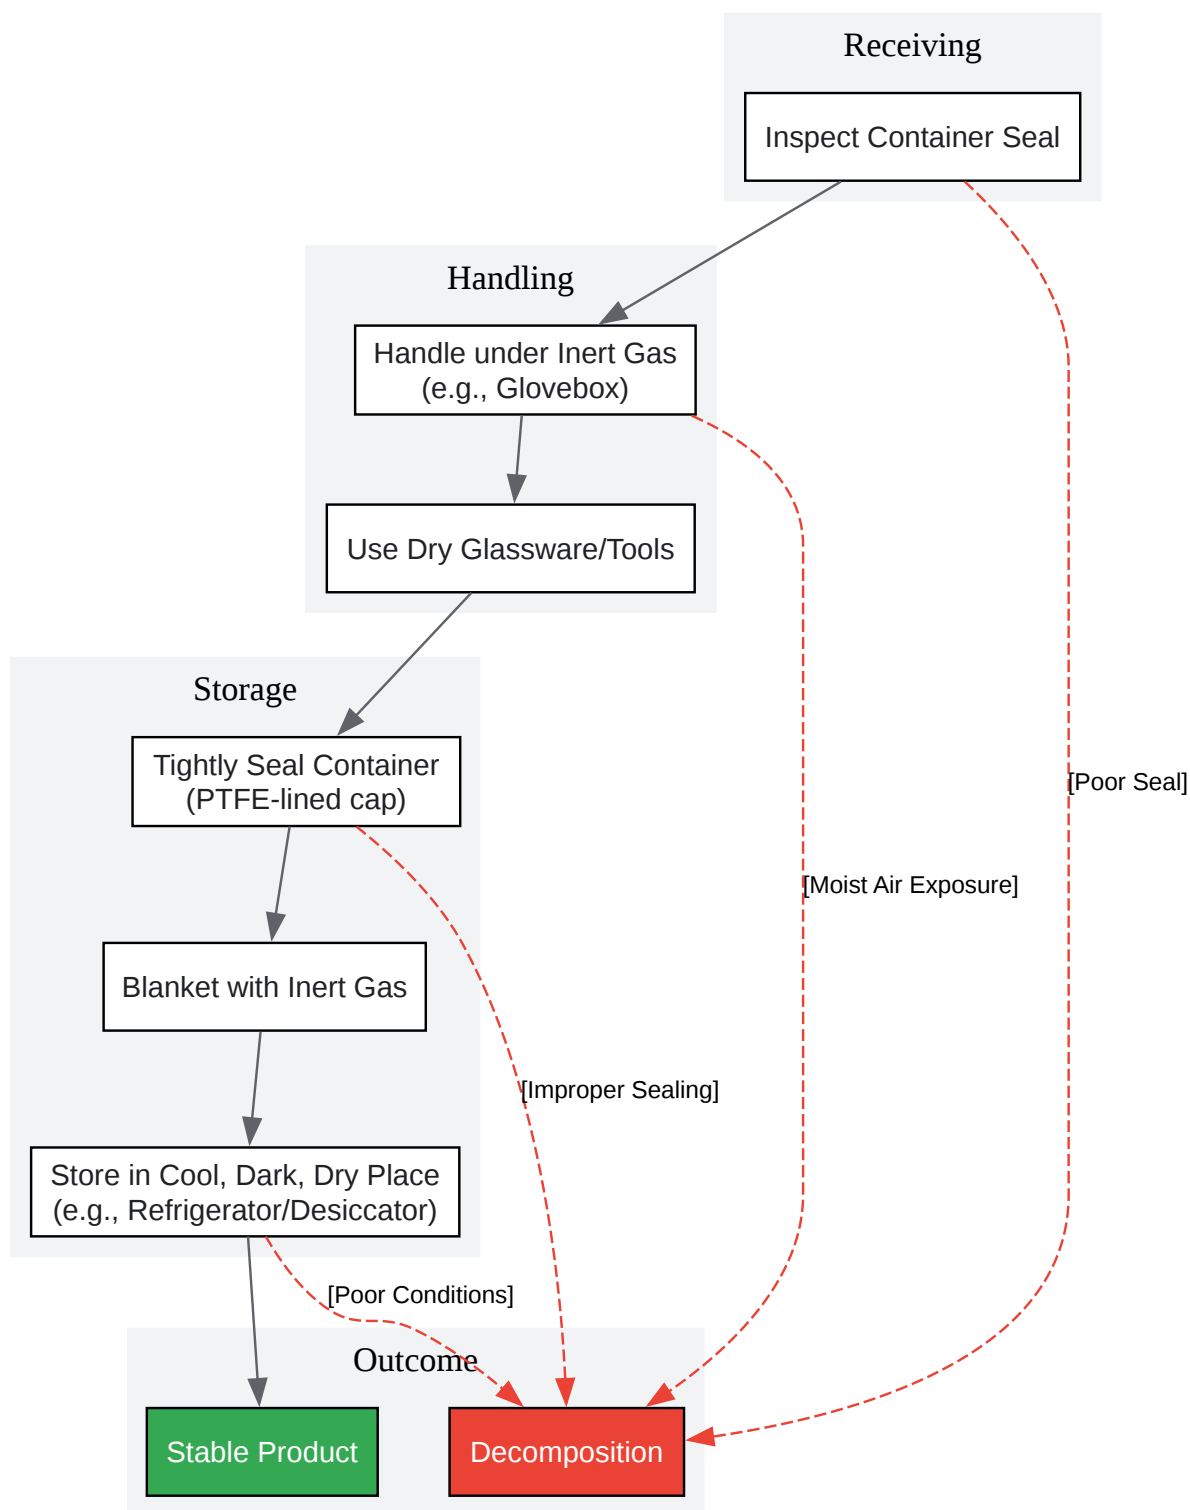 Receiving
Inspect Container Seal
Handling
Handle under Inert Gas
(e.g., Glovebox)
Use Dry Glassware/Tools
Storage
Tightly Seal Container
(PTFE-lined cap)
[Poor Seal]
[Moist Air Exposure]
Blanket with Inert Gas
[Improper Sealing]
Store in Cool, Dark, Dry Place
(e.g., Refrigerator/Desiccator)
[Poor Conditions]
Outcome
Stable Product
Decomposition